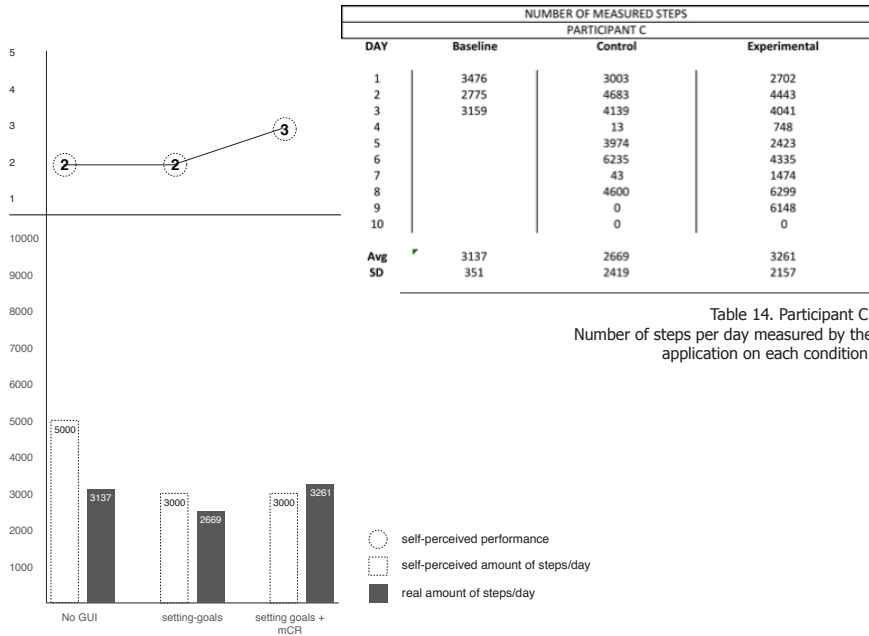 NUMBER OF MEASURED STEPS
PARTICIPANT C
DAY Baseline Control Experimental
1 3476 3003 2702
2 2775 4683 4443
3 3159 4139 4041
4 13 748
5 3974 2423
6 6235 4335
7 43 1474
8 4600 6299
9 0 6148
10 0 0
Avg 3137 2669 3261
SD 351 2419 2157
Table 14. Participant C
Number of steps per day measured by the
application on each condition
5
4
3
2
1
2 2 3
10000
9000
8000
7000
6000
5000
4000
3000
2000
1000
5000 3137 3000 2669 3000 3261
No GUI setting-goals setting goals +
mCR
self-perceived performance
self-perceived amount of steps/day
real amount of steps/day